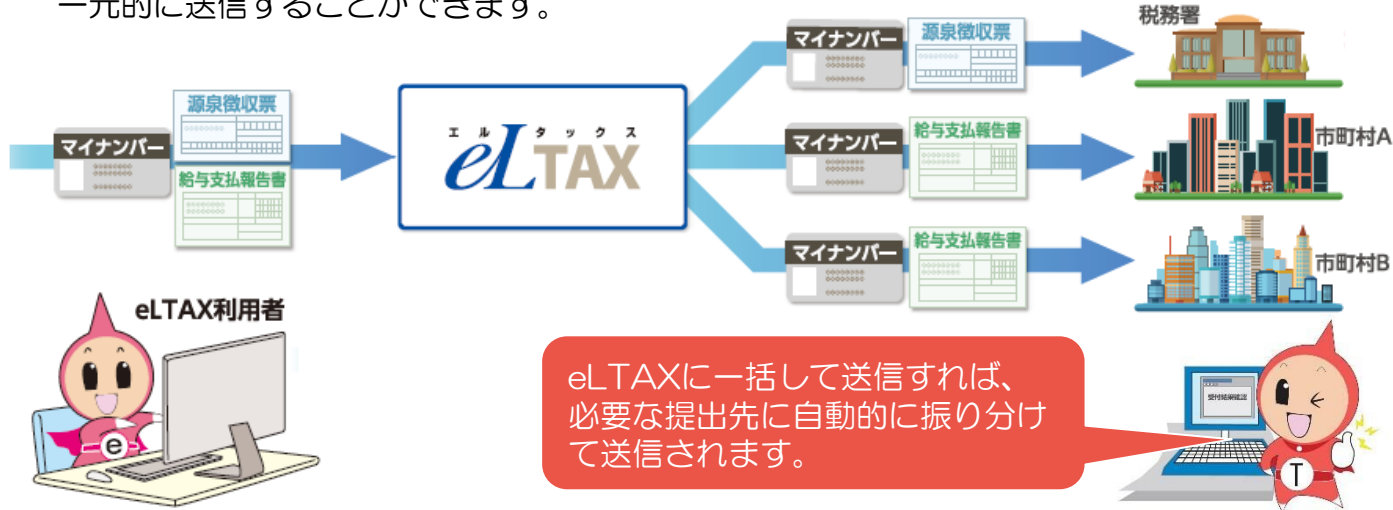 一元的に送信することができます。
税務署
マイナンバー
源泉徴収票
源泉徴収票
マイナンバー
給与支払報告書
エルタックス
eLTAX
マイナンバー
給与支払報告書
市町村A
マイナンバー
給与支払報告書
市町村B
eLTAX利用者
eLTAXに一括して送信すれば、
必要な提出先に自動的に振り分け
て送信されます。
受付結果確認
e
T